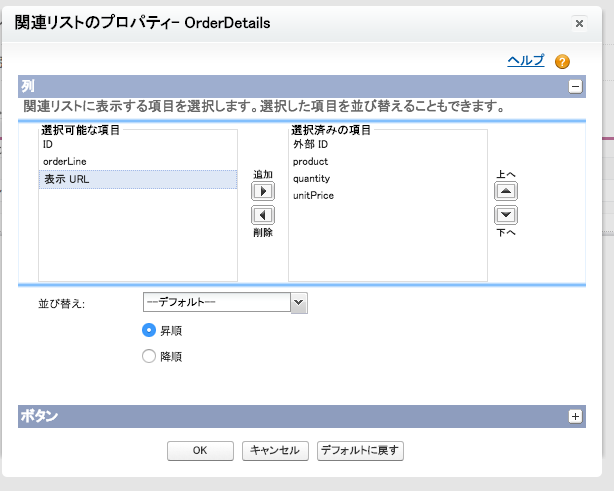 関連リストのプロパティ- OrderDetails
ヘルプ
列
関連リストに表示する項目を選択します。選択した項目を並び替えることもできます。
選択可能な項目
ID
orderLine
表示 URL
追加
削除
選択済みの項目
外部 ID
product
quantity
unitPrice
上へ
下へ
並び替え:
--デフォルト--
昇順
降順
ボタン
OK
キャンセル
デフォルトに戻す